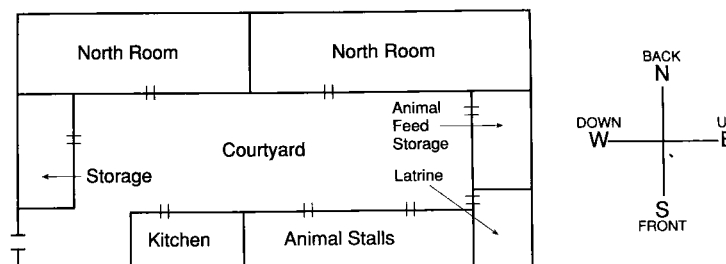 North Room
North Room
Animal
Feed
Storage
Courtyard
Storage
Latrine
Kitchen
Animal Stalls
BACK
N
DOWN
W
E
S
FRONT